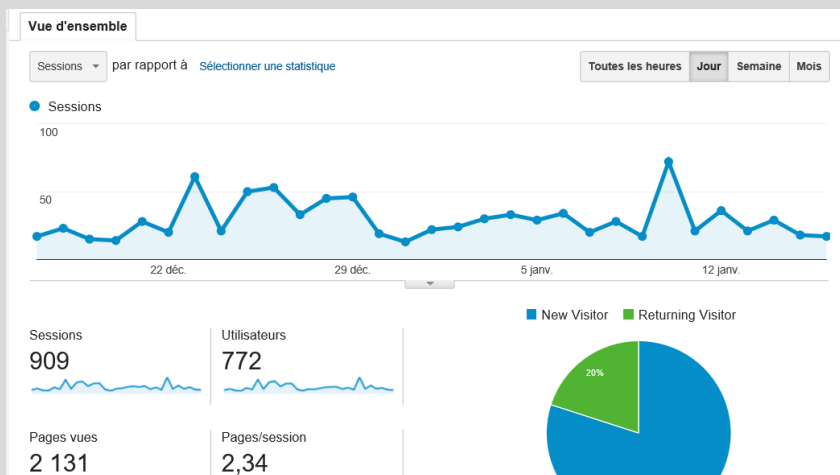 Vue d'ensemble
Sessions par rapport à Sélectionner une statistique
Toutes les heures Jour Semaine Mois
Sessions
100
50
22 déc. 29 déc. 5 janv. 12 janv.
New Visitor Returning Visitor
Sessions Utilisateurs
909 772
20%
Pages vues Pages/session
2 131 2,34